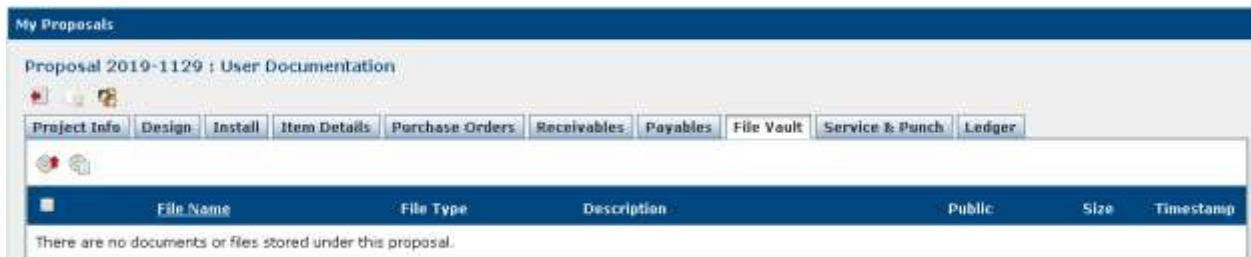 My Proposals
Proposal 2019-1129 : User Documentation
Project Info Design Install Item Details Purchase Orders Receivables Payables File Vault Service & Punch Ledger
File Name File Type Description Public Size Timestamp
There are no documents or files stored under this proposal.